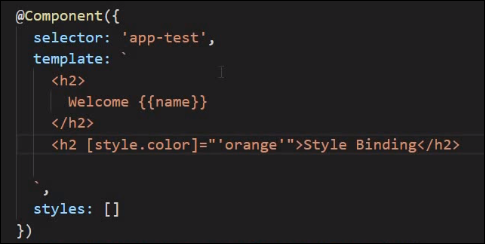 @Component({
  selector: 'app-test',
  template: `
    <h2>
      Welcome {{name}}
    </h2>
    <h2 [style.color]="'orange'">Style Binding</h2>
  `,
  styles: []
})